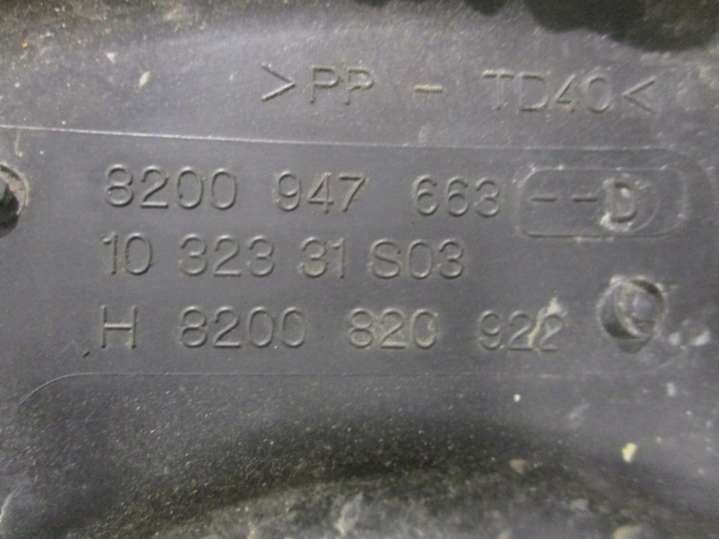 >PP - TD40<
8200 947 663 --D
10 323 31 S03
H 8200 820 922